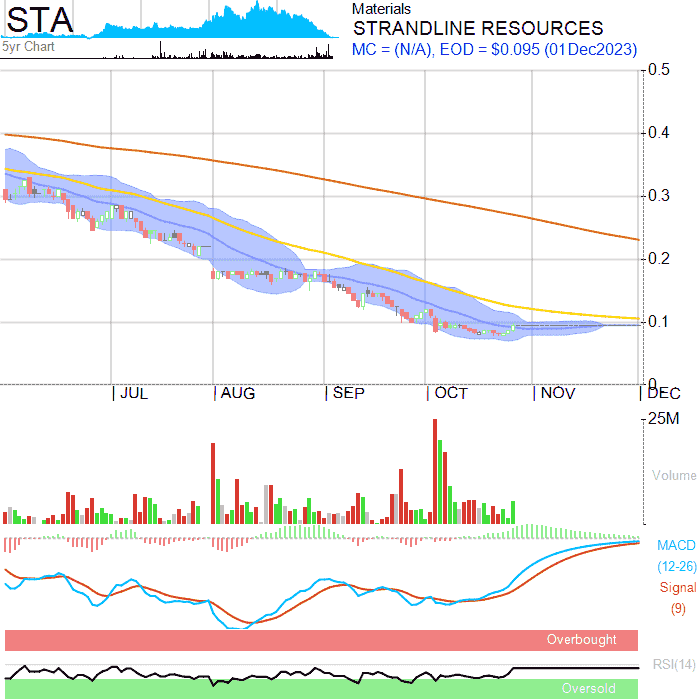 STA
5yr Chart
Materials
STRANDLINE RESOURCES
MC = (N/A), EOD = $0.095 (01Dec2023)
0.5
0.4
0.3
0.2
0.1
0
JUL AUG SEP OCT NOV DEC
25M
Volume
MACD
(12-26)
Signal
(9)
Overbought
RSI(14)
Oversold